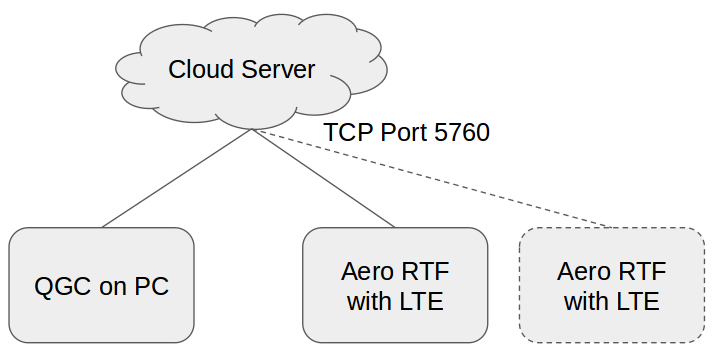 Cloud Server
TCP Port 5760
QGC on PC
Aero RTF
with LTE
Aero RTF
with LTE